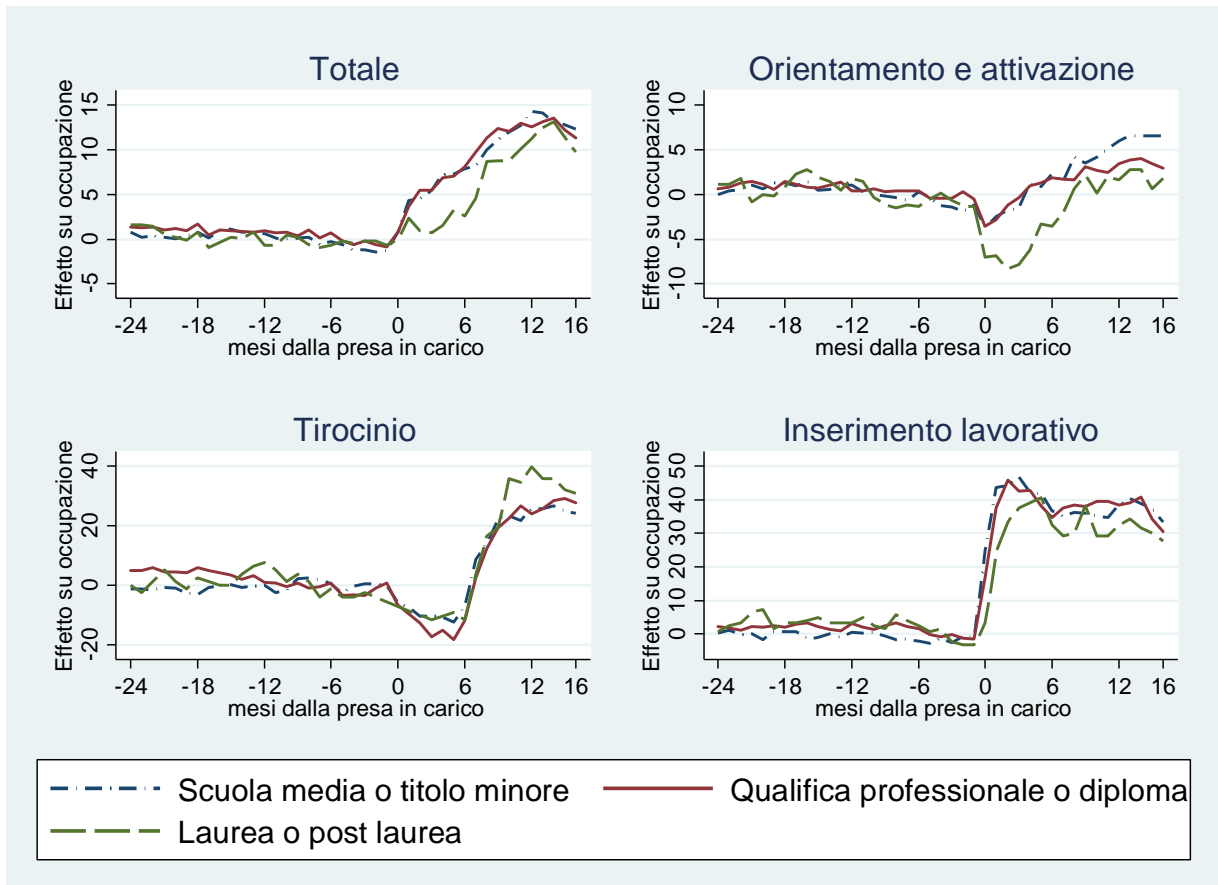 Totale
Effetto su occupazione
15
10
5
0
-5
-24 -18 -12 -6 0 6 12 16
mesi dalla presa in carico
Orientamento e attivazione
Effetto su occupazione
10
5
0
-5
-10
-24 -18 -12 -6 0 6 12 16
mesi dalla presa in carico
Tirocinio
Effetto su occupazione
40
20
0
-20
-24 -18 -12 -6 0 6 12 16
mesi dalla presa in carico
Inserimento lavorativo
Effetto su occupazione
50
40
30
20
10
0
-24 -18 -12 -6 0 6 12 16
mesi dalla presa in carico
Scuola media o titolo minore
Qualifica professionale o diploma
Laurea o post laurea